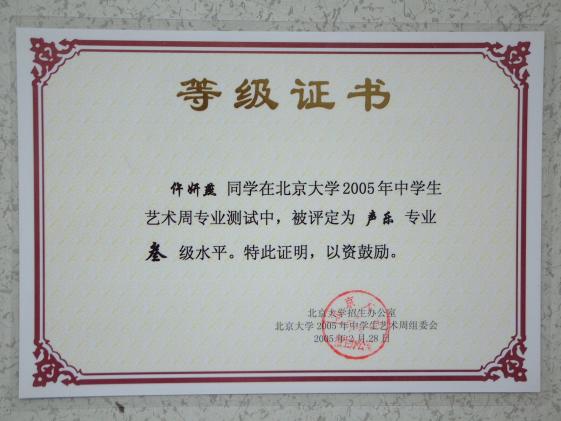 等级证书
仵妍燕 同学在北京大学2005年中学生
艺术周专业测试中，被评定为 声乐 专业
叁 级水平。特此证明，以资鼓励。
北京大学招生办公室
北京大学2005年中学生艺术周组委会
2005年2月28日